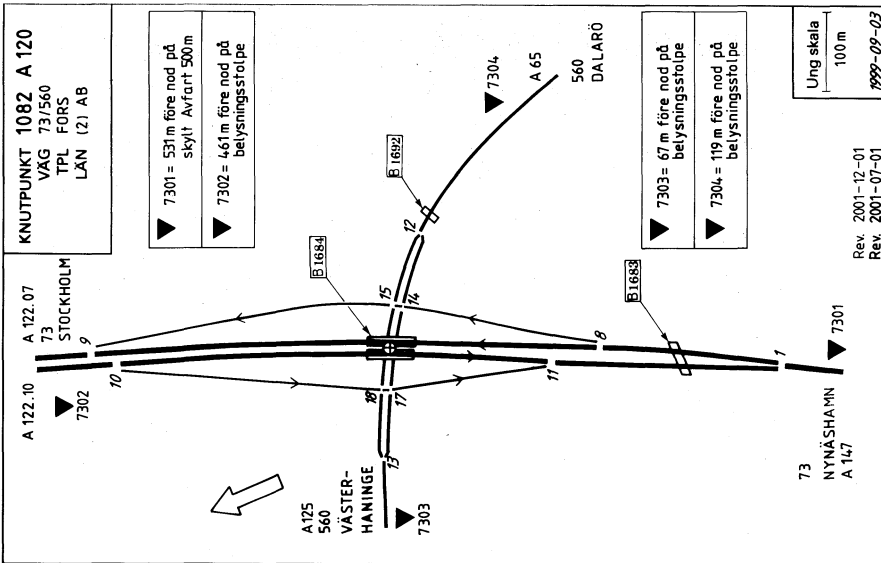 KNUTPUNKT 1082 A 120
VÄG 73/560
TPL FORS
LÄN (2) AB
7301 = 531 m före nod på
skylt Avfart 500m
7302 = 461 m före nod på
belysningsstolpe
A 122.07
73
STOCKHOLM
A 122.10
7302
9
10
B 1684
B 1692
12
15
14
18
17
13
7304
A 65
560
DALARÖ
A125
560
VÄSTER-
HANINGE
7303
8
11
B1683
1
7301
73
NYNÄSHAMN
A 147
7303 = 67 m före nod på
belysningsstolpe
7304 = 119 m före nod på
belysningsstolpe
Ung skala
100 m
1999-09-03
Rev. 2001-12-01
Rev. 2001-07-01